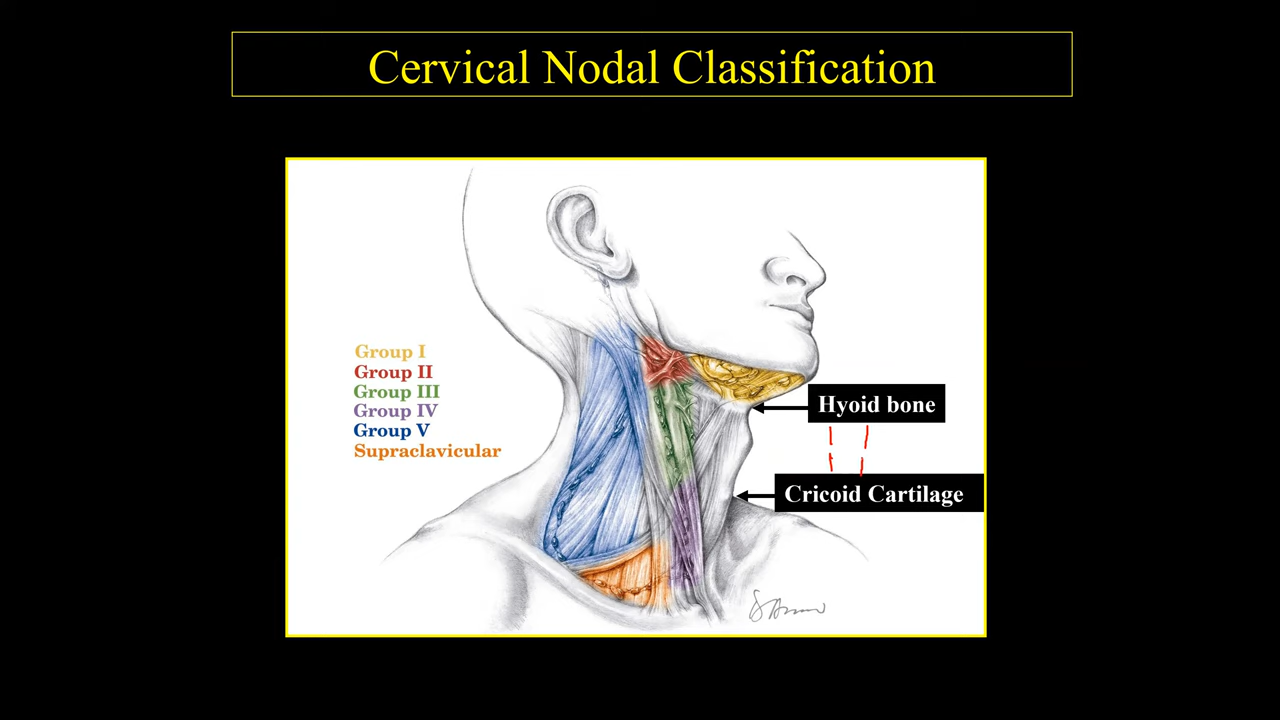 Cervical Nodal Classification
Group I
Group II
Group III
Group IV
Group V
Supraclavicular
Hyoid bone
Cricoid Cartilage